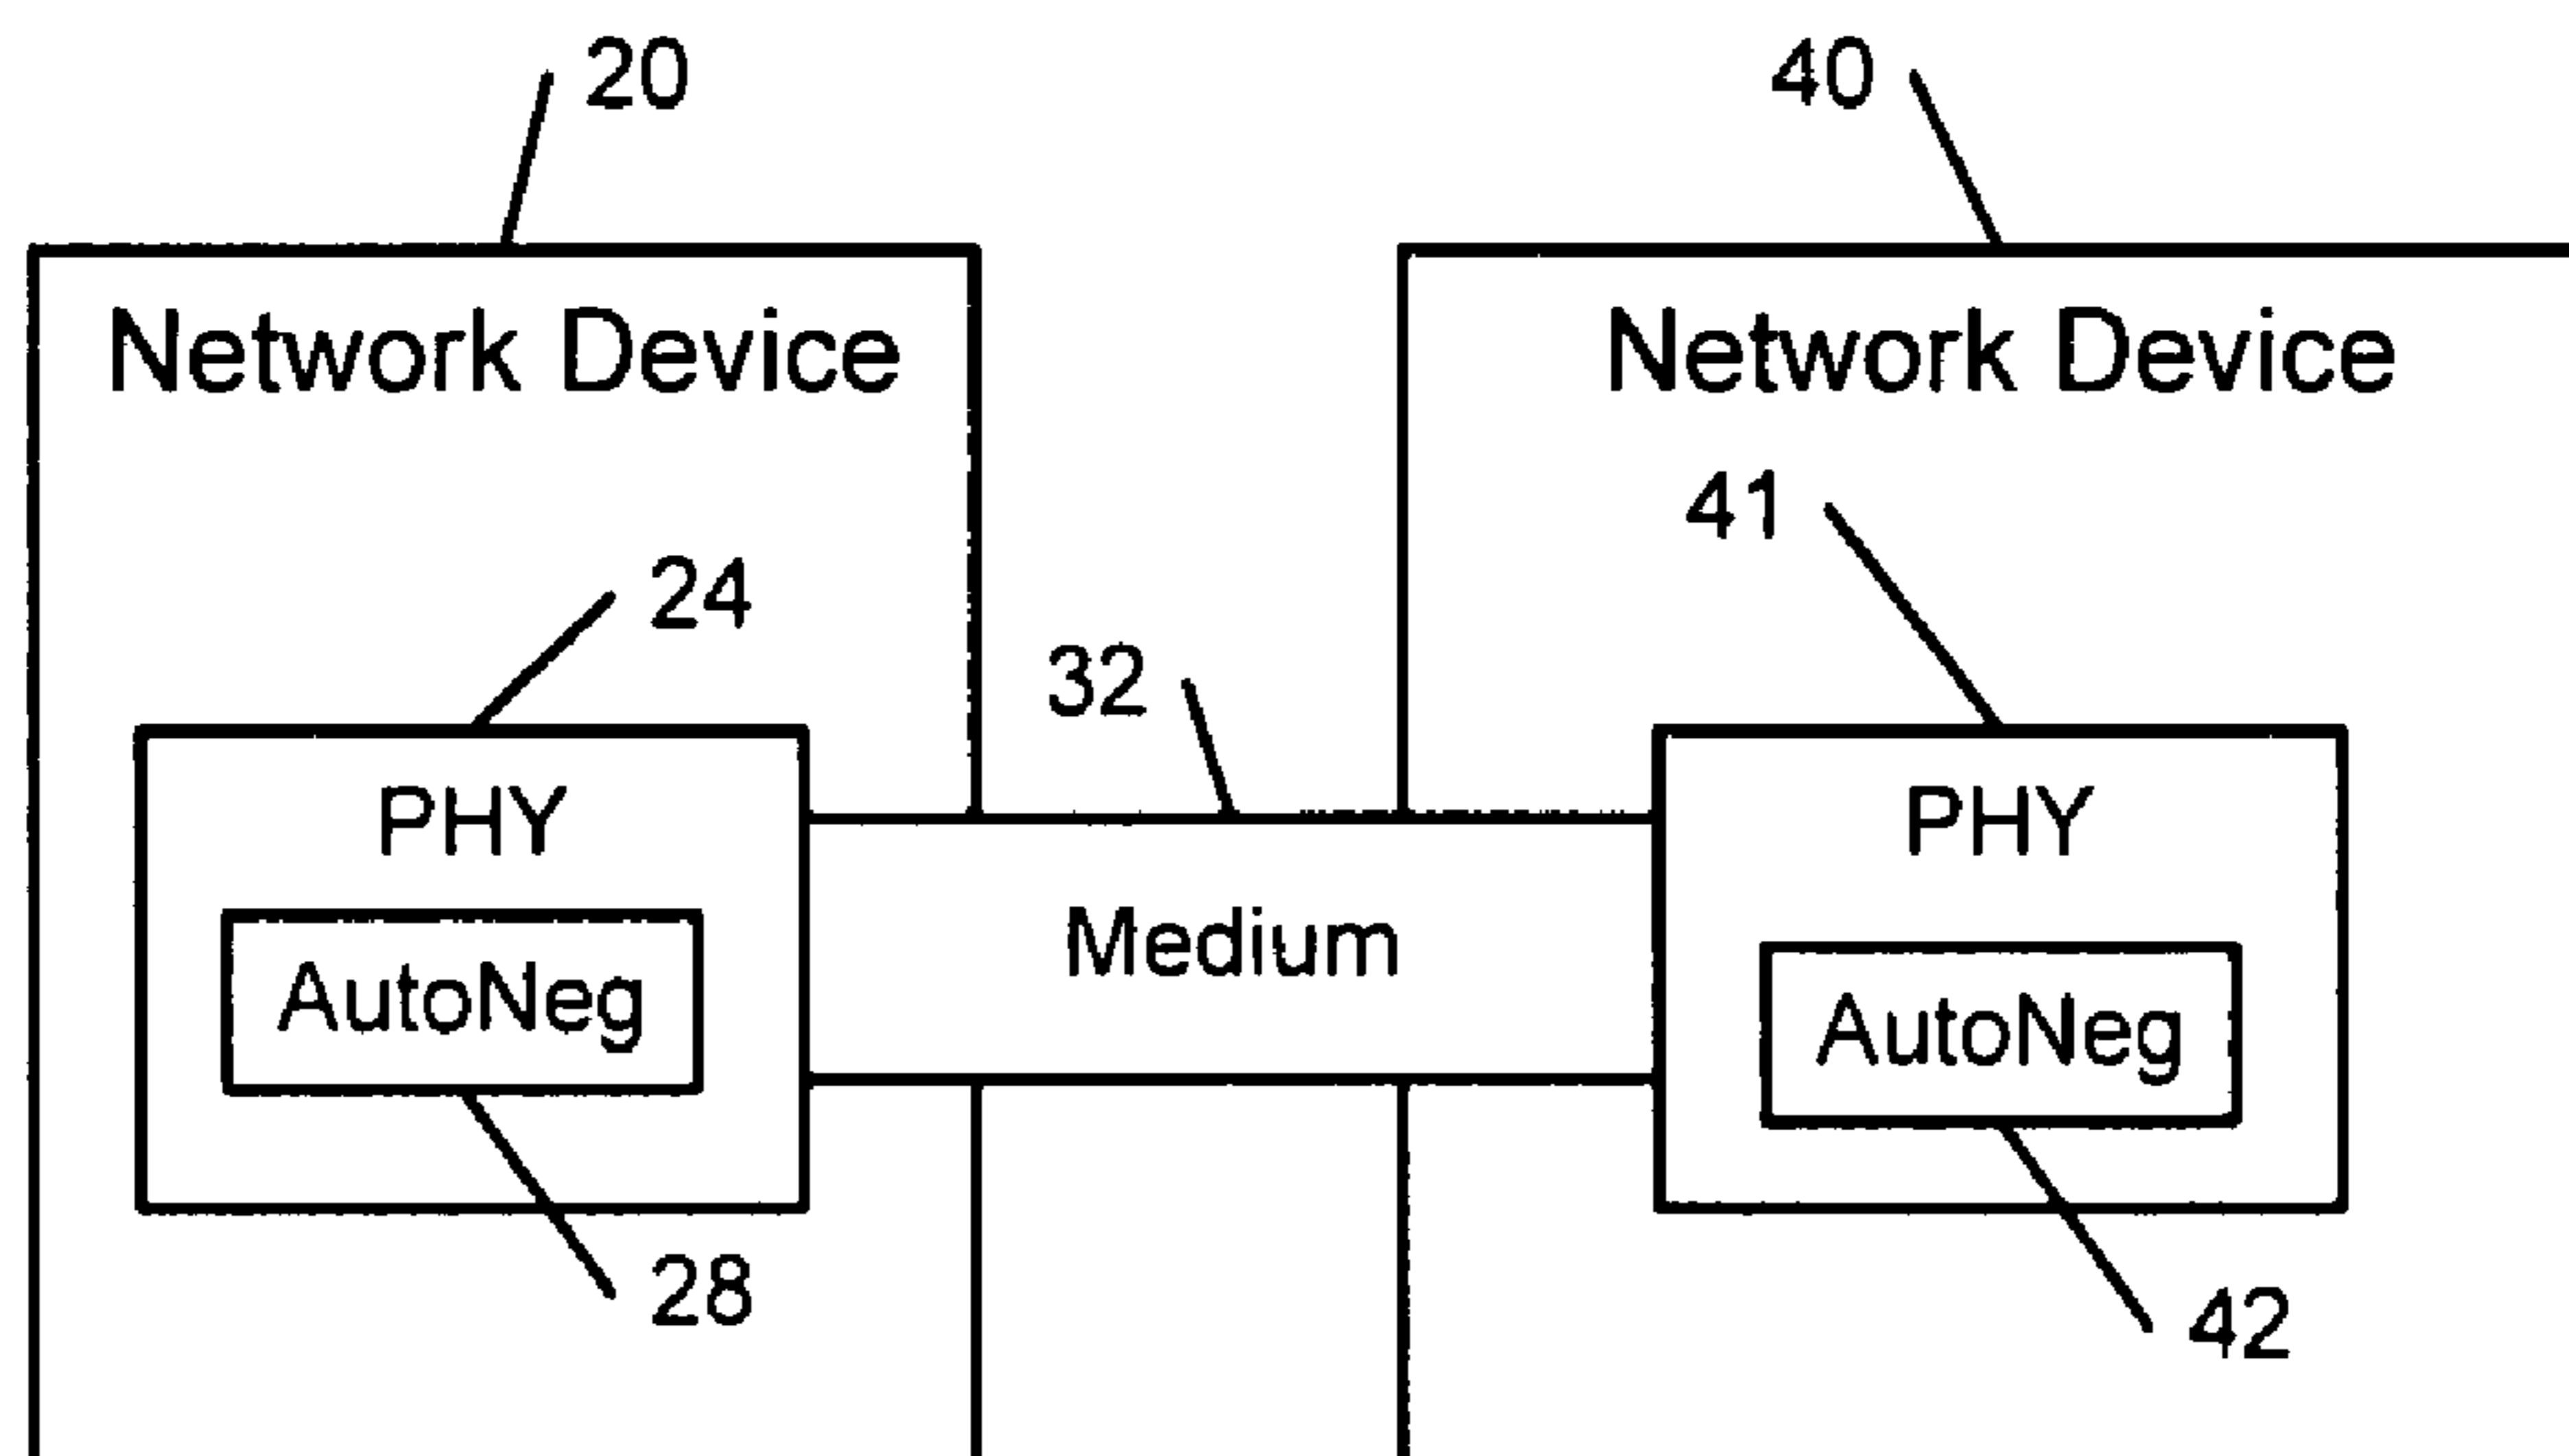 20
40
Network Device
Network Device
41
24
32
PHY
PHY
Medium
AutoNeg
AutoNeg
28
42